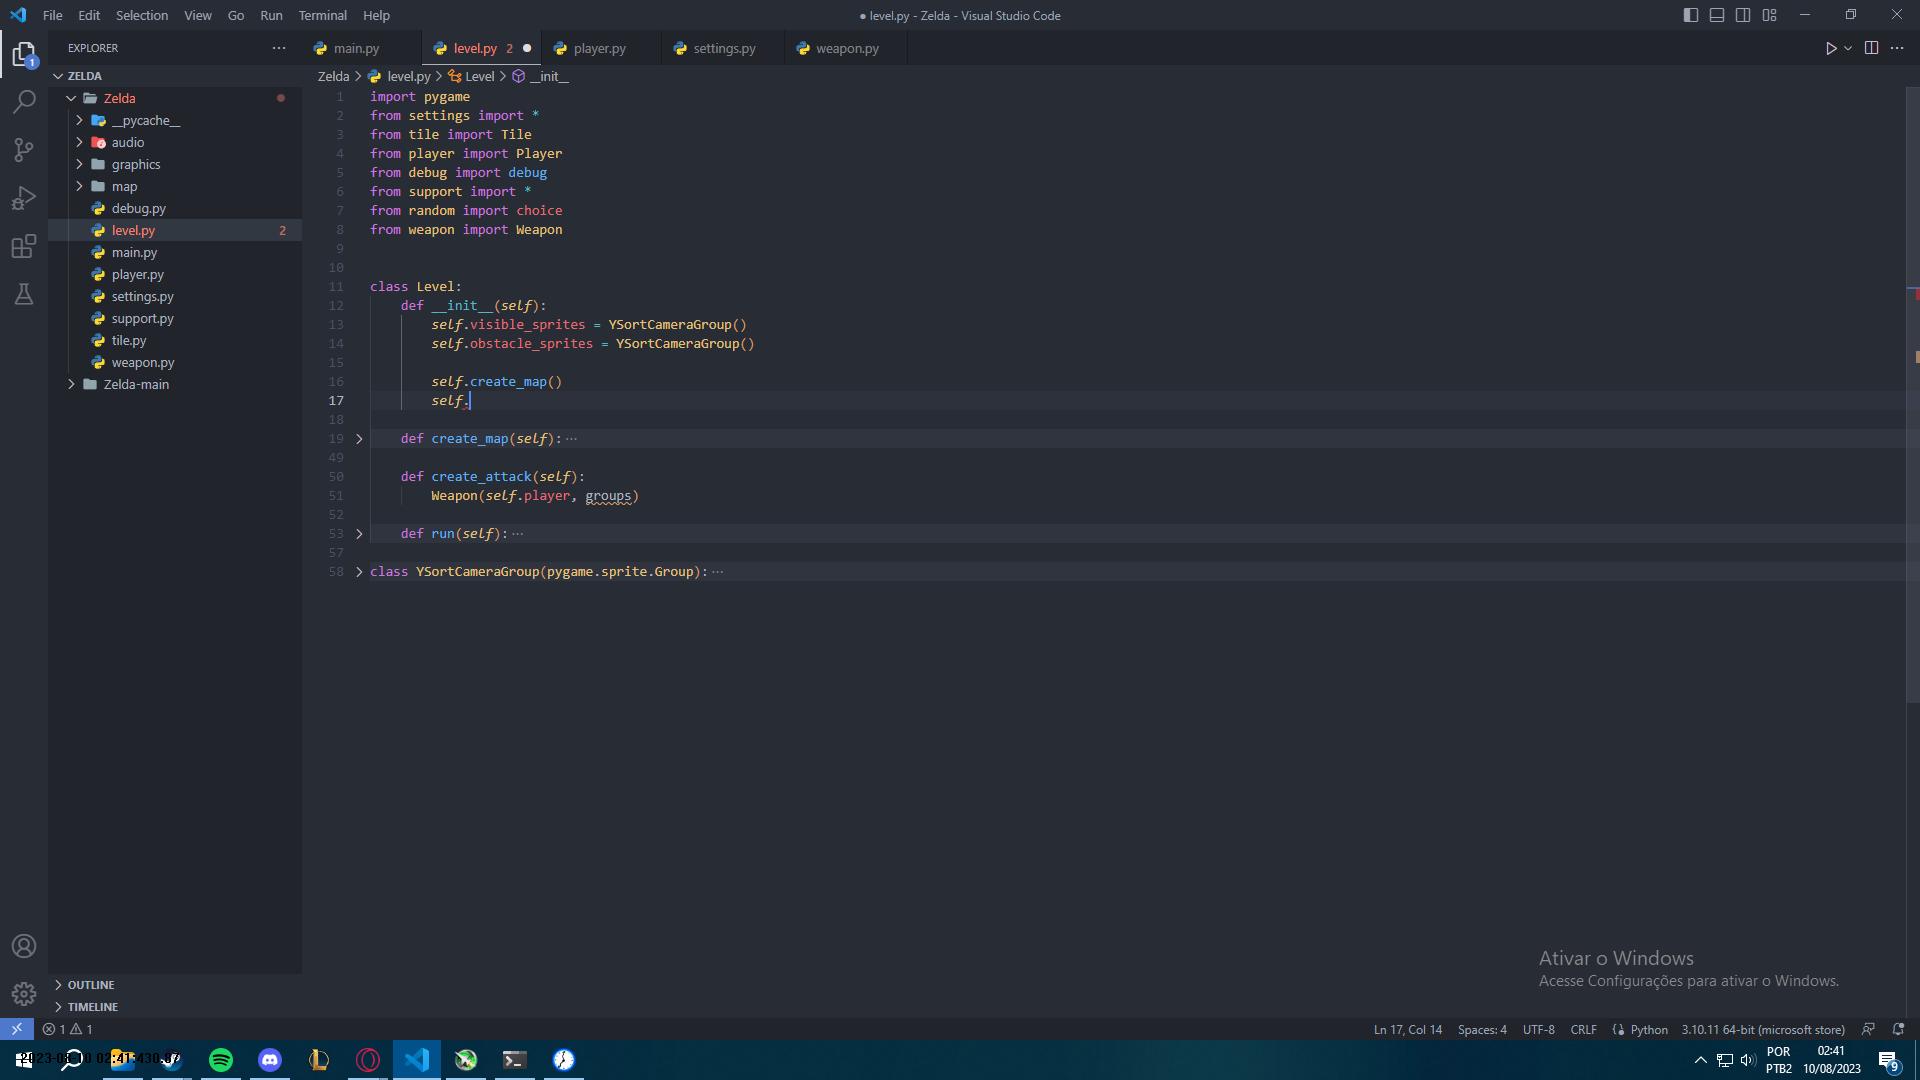 File Edit Selection View Go Run Terminal Help
● level.py - Zelda - Visual Studio Code
EXPLORER
main.py
level.py 2
player.py
settings.py
weapon.py
1
ZELDA
Zelda
__pycache__
audio
graphics
map
debug.py
level.py 2
main.py
player.py
settings.py
support.py
tile.py
weapon.py
Zelda-main
Zelda > level.py > Level > __init__
1 import pygame
2 from settings import *
3 from tile import Tile
4 from player import Player
5 from debug import debug
6 from support import *
7 from random import choice
8 from weapon import Weapon
9
10
11 class Level:
12 def __init__(self):
13 self.visible_sprites = YSortCameraGroup()
14 self.obstacle_sprites = YSortCameraGroup()
15
16 self.create_map()
17 self.
18
19 def create_map(self): ···
49
50 def create_attack(self):
51 Weapon(self.player, groups)
52
53 def run(self): ···
57
58 class YSortCameraGroup(pygame.sprite.Group): ···
Ativar o Windows
Acesse Configurações para ativar o Windows.
OUTLINE
TIMELINE
1 1
Ln 17, Col 14 Spaces: 4 UTF-8 CRLF Python 3.10.11 64-bit (microsoft store)
POR
PTB2
02:41
10/08/2023
9